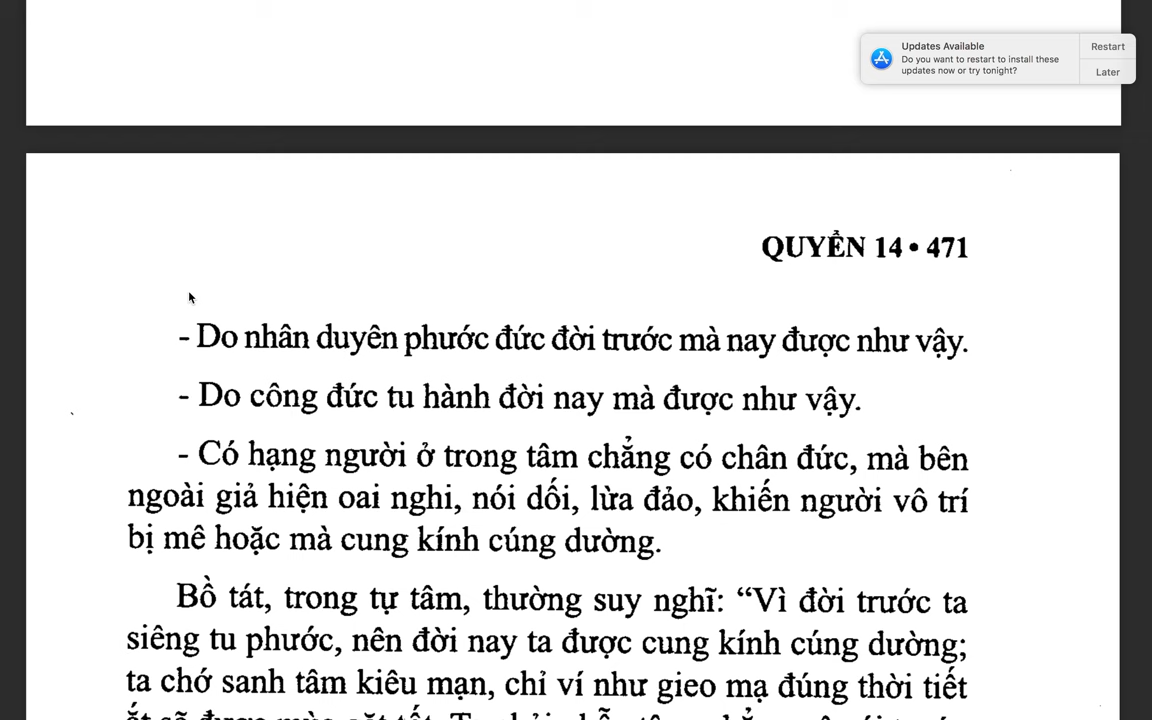 Updates Available
Do you want to restart to install these
updates now or try tonight?
Restart
Later
QUYỂN 14 • 471
- Do nhân duyên phước đức đời trước mà nay được như vậy.
- Do công đức tu hành đời nay mà được như vậy.
- Có hạng người ở trong tâm chẳng có chân đức, mà bên
ngoài giả hiện oai nghi, nói dối, lừa đảo, khiến người vô trí
bị mê hoặc mà cung kính cúng dường.
Bồ tát, trong tự tâm, thường suy nghĩ: “Vì đời trước ta
siêng tu phước, nên đời nay ta được cung kính cúng dường;
ta chớ sanh tâm kiêu mạn, chỉ ví như gieo mạ đúng thời tiết